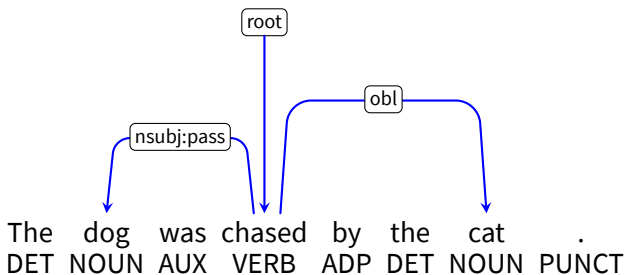 root
obl
nsubj:pass
The dog was chased by the cat .
DET NOUN AUX VERB ADP DET NOUN PUNCT